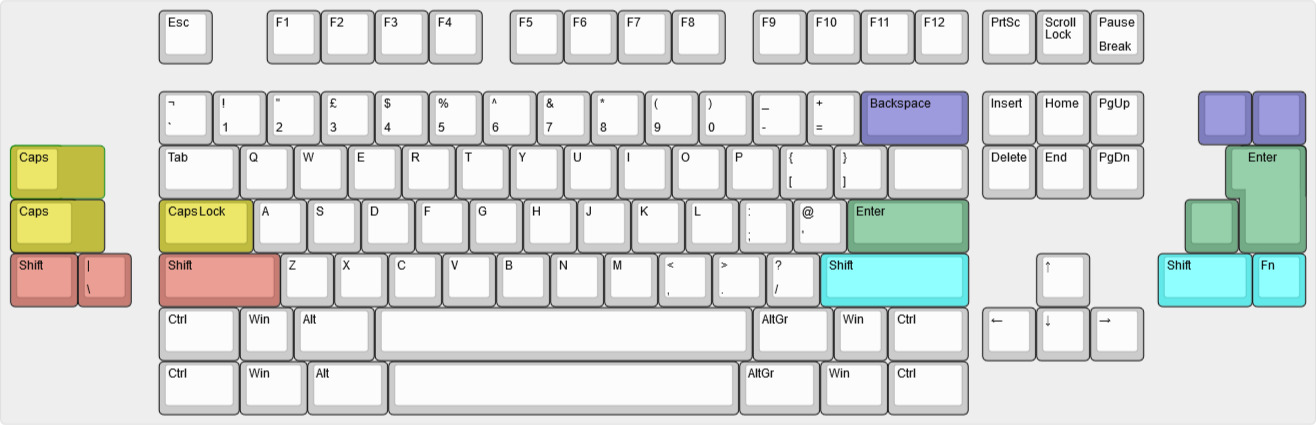 Esc F1 F2 F3 F4 F5 F6 F7 F8 F9 F10 F11 F12 PrtSc Scroll Lock Pause Break
¬ ` ! 1 " 2 £ 3 $ 4 % 5 ^ 6 & 7 * 8 ( 9 ) 0 _ - + = Backspace Insert Home PgUp
Caps Tab Q W E R T Y U I O P { [ } ] Delete End PgDn Enter
Caps Caps Lock A S D F G H J K L : ; @ ' Enter
Shift | \ Shift Z X C V B N M < , > . ? / Shift ↑ Shift Fn
Ctrl Win Alt AltGr Win Ctrl ← ↓ →
Ctrl Win Alt AltGr Win Ctrl